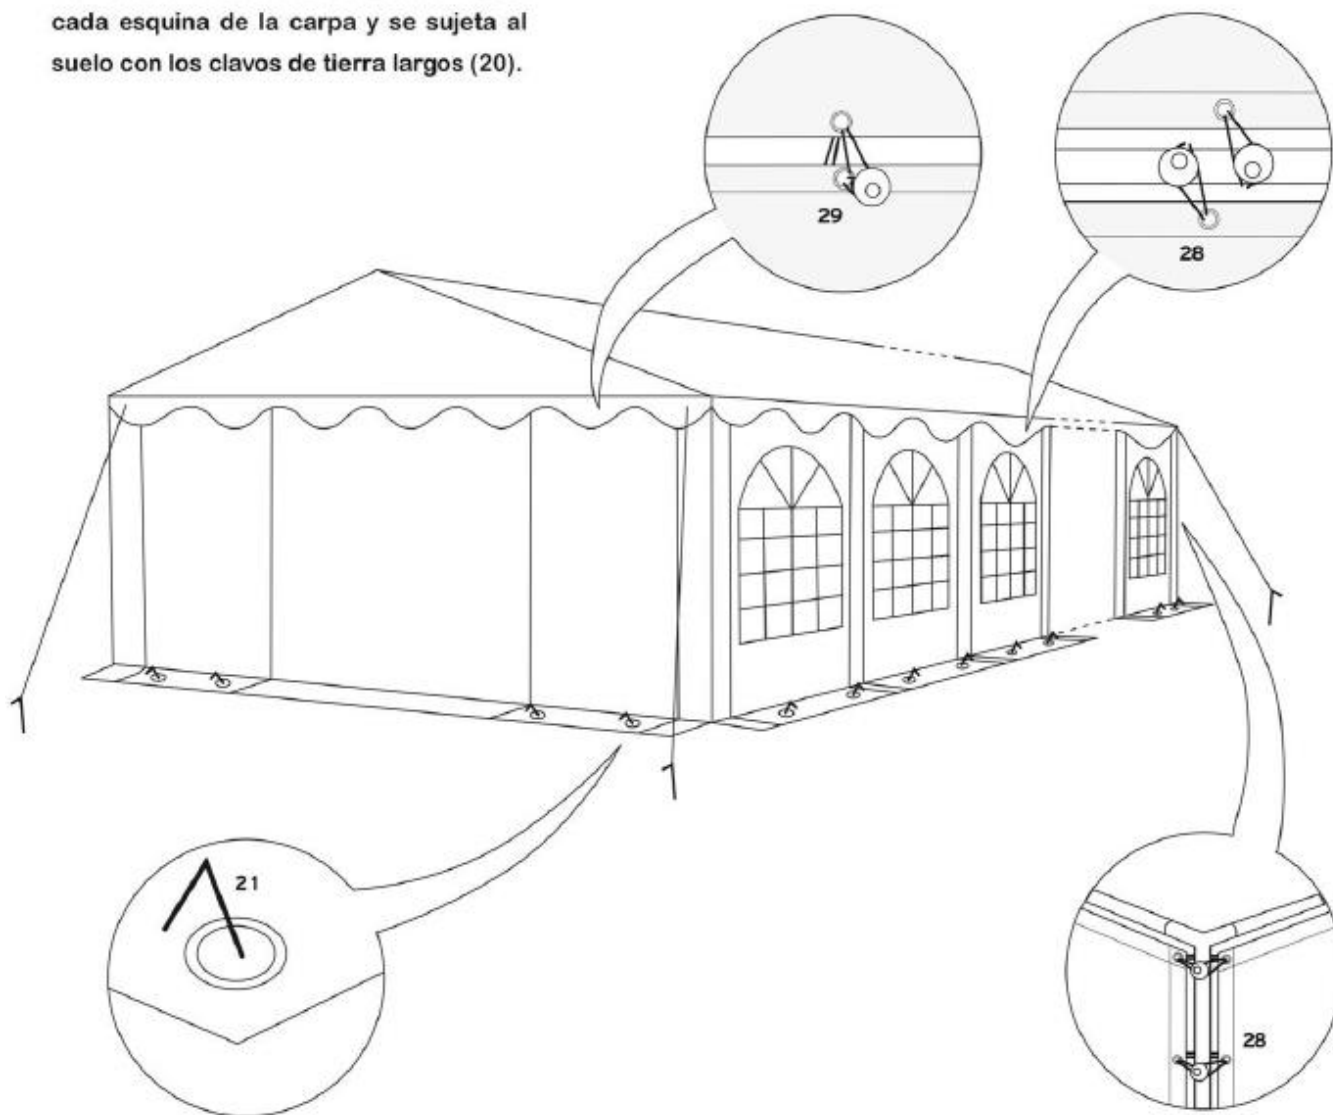 cada esquina de la carpa y se sujeta al
suelo con los clavos de tierra largos (20).
29
28
21
28